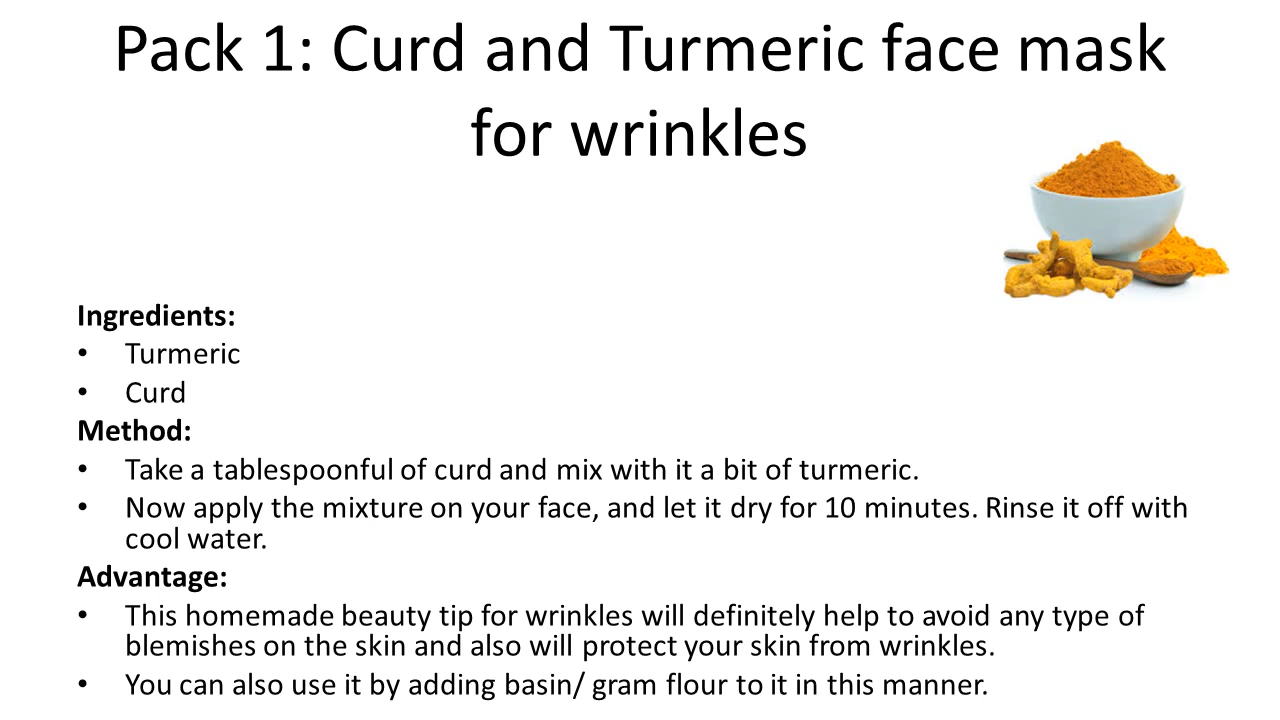 Pack 1: Curd and Turmeric face mask
for wrinkles
Ingredients:
• Turmeric
• Curd
Method:
• Take a tablespoonful of curd and mix with it a bit of turmeric.
• Now apply the mixture on your face, and let it dry for 10 minutes. Rinse it off with
cool water.
Advantage:
• This homemade beauty tip for wrinkles will definitely help to avoid any type of
blemishes on the skin and also will protect your skin from wrinkles.
• You can also use it by adding basin/ gram flour to it in this manner.